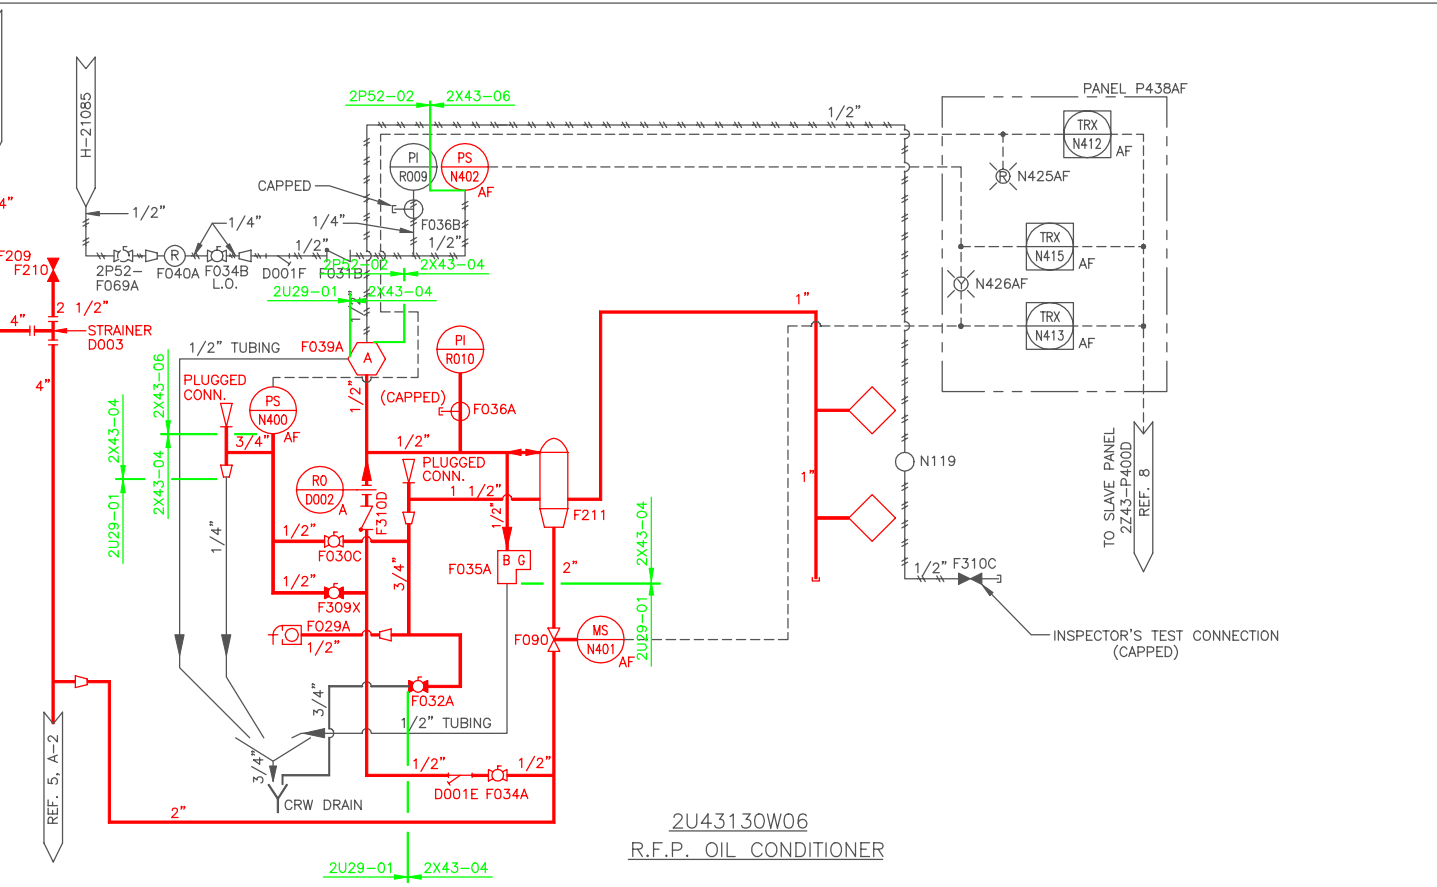 PANEL P438AF
2P52-02
2X43-06
1/2"
H-21085
TRX
N412
AF
PI
R009
PS
N402
AF
R
N425AF
CAPPED
4"
1/2"
1/4"
1/4"
F036B
1/2"
1/2"
TRX
N415
AF
F209
F210
2P52-
F069A
R
F040A
F034B
L.O.
D001F
F031B
2P52-02
2X43-04
Y
N426AF
2U29-01
2X43-04
1/2
2 1/2"
4"
STRAINER
D003
1"
TRX
N413
AF
1/2" TUBING
F039A
A
PI
R010
4"
PLUGGED
CONN.
2X43-06
2X43-04
2X43-04
2U29-01
PS
N400
AF
1/2"
(CAPPED)
F036A
3/4"
1/2"
PLUGGED
CONN.
N119
TO SLAVE PANEL
2Z43-P400D
REF. 8
RO
D002
A
F310D
1 1/2"
1/2"
1"
F211
1/4"
1/2"
F030C
3/4"
F035A
B G
2"
2X43-04
2U29-01
1/2"
F310C
1/2"
F309X
F029A
1/2"
F090
MS
N401
AF
INSPECTOR'S TEST CONNECTION
(CAPPED)
3/4"
F032A
1/2" TUBING
REF. 5, A-2
3/4"
1/2"
1/2"
D001E
F034A
CRW DRAIN
2"
2U43130W06
R.F.P. OIL CONDITIONER
2U29-01
2X43-04